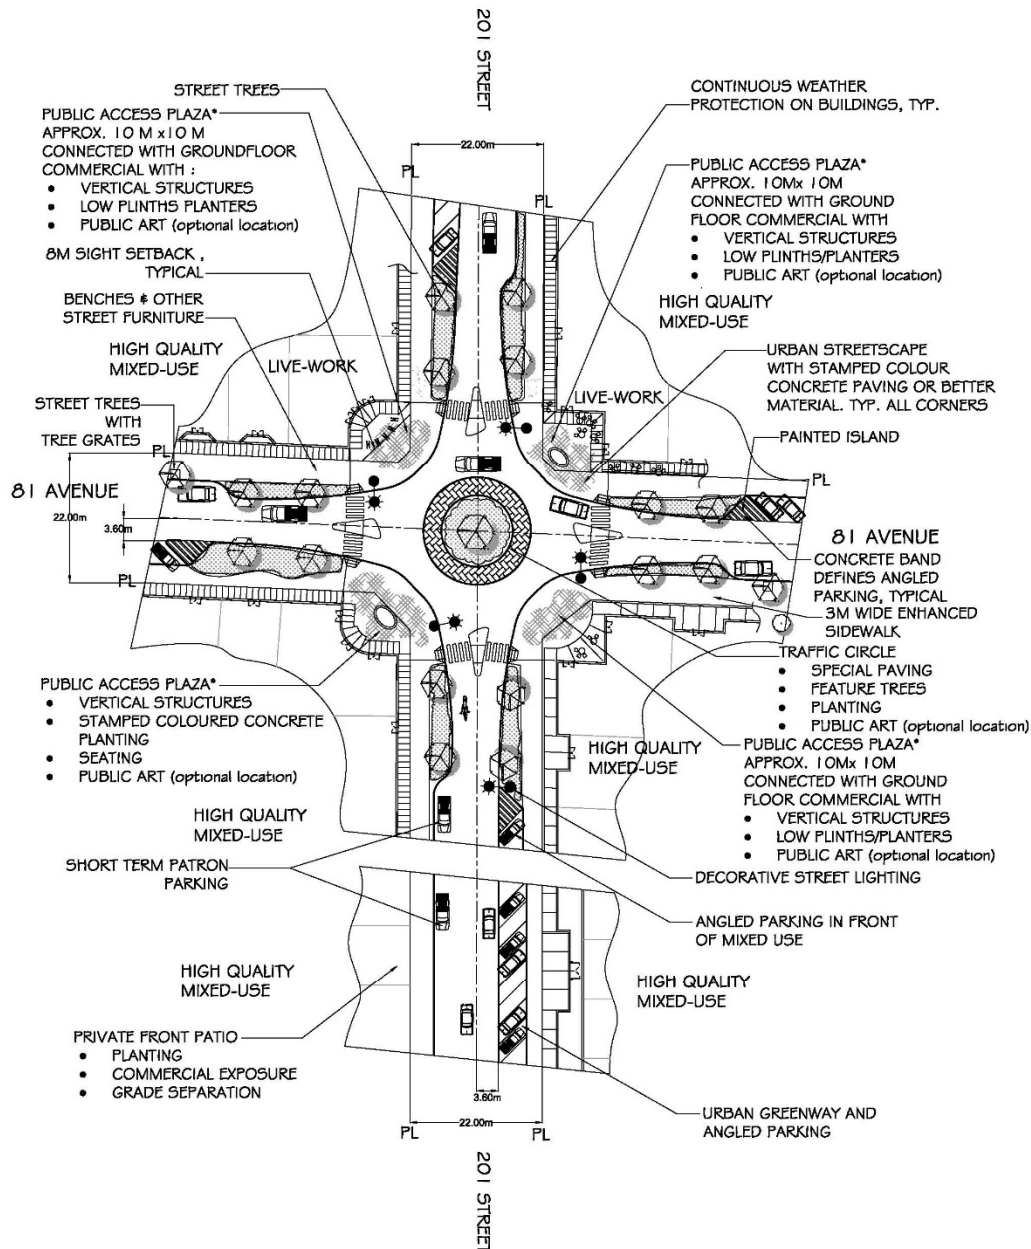 201 STREET
STREET TREES
PUBLIC ACCESS PLAZA*
APPROX. 10 M x10 M
CONNECTED WITH GROUNDFLOOR
COMMERCIAL WITH :
• VERTICAL STRUCTURES
• LOW PLINTHS PLANTERS
• PUBLIC ART (optional location)
8M SIGHT SETBACK ,
TYPICAL
BENCHES & OTHER
STREET FURNITURE
HIGH QUALITY
MIXED-USE
LIVE-WORK
STREET TREES
WITH
TREE GRATES
PL
81 AVENUE
22.00m
3.60m
PL
22.00m
PL
PL
CONTINUOUS WEATHER
PROTECTION ON BUILDINGS, TYP.
PUBLIC ACCESS PLAZA*
APPROX. 10Mx 10M
CONNECTED WITH GROUND
FLOOR COMMERCIAL WITH
• VERTICAL STRUCTURES
• LOW PLINTHS/PLANTERS
• PUBLIC ART (optional location)
HIGH QUALITY
MIXED-USE
LIVE-WORK
URBAN STREETSCAPE
WITH STAMPED COLOUR
CONCRETE PAVING OR BETTER
MATERIAL. TYP. ALL CORNERS
PAINTED ISLAND
PL
81 AVENUE
CONCRETE BAND
DEFINES ANGLED
PARKING, TYPICAL
3M WIDE ENHANCED
SIDEWALK
PL
TRAFFIC CIRCLE
• SPECIAL PAVING
• FEATURE TREES
• PLANTING
• PUBLIC ART (optional location)
PUBLIC ACCESS PLAZA*
• VERTICAL STRUCTURES
• STAMPED COLOURED CONCRETE
PLANTING
• SEATING
• PUBLIC ART (optional location)
HIGH QUALITY
MIXED-USE
HIGH QUALITY
MIXED-USE
PUBLIC ACCESS PLAZA*
APPROX. 10Mx 10M
CONNECTED WITH GROUND
FLOOR COMMERCIAL WITH
• VERTICAL STRUCTURES
• LOW PLINTHS/PLANTERS
• PUBLIC ART (optional location)
SHORT TERM PATRON
PARKING
DECORATIVE STREET LIGHTING
ANGLED PARKING IN FRONT
OF MIXED USE
HIGH QUALITY
MIXED-USE
HIGH QUALITY
MIXED-USE
PRIVATE FRONT PATIO
• PLANTING
• COMMERCIAL EXPOSURE
• GRADE SEPARATION
3.60m
22.00m
PL
PL
URBAN GREENWAY AND
ANGLED PARKING
201 STREET